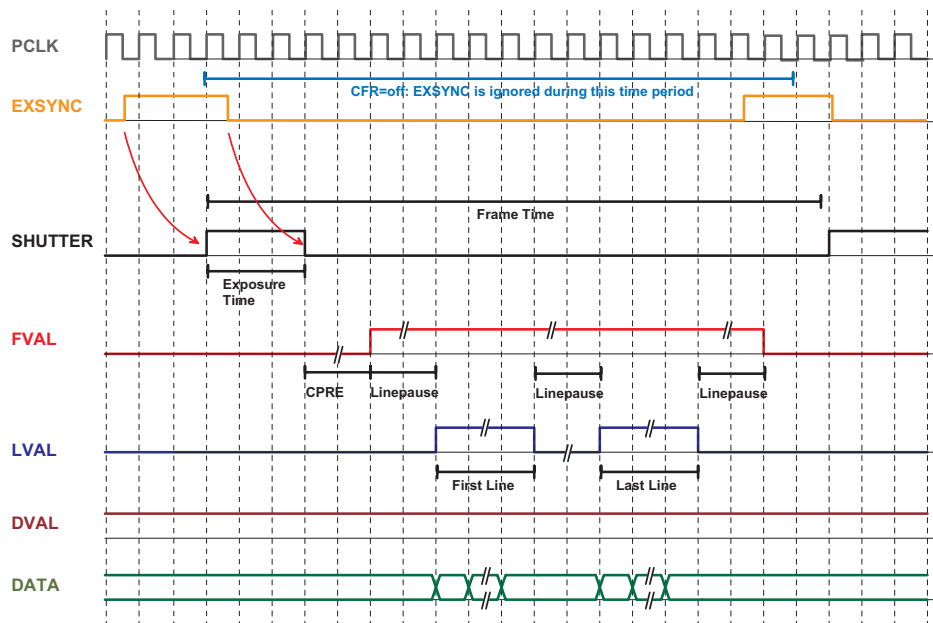 PCLK
CFR=off: EXSYNC is ignored during this time period
EXSYNC
Frame Time
SHUTTER
Exposure
Time
FVAL
CPRE
Linepause
Linepause
Linepause
LVAL
First Line
Last Line
DVAL
DATA